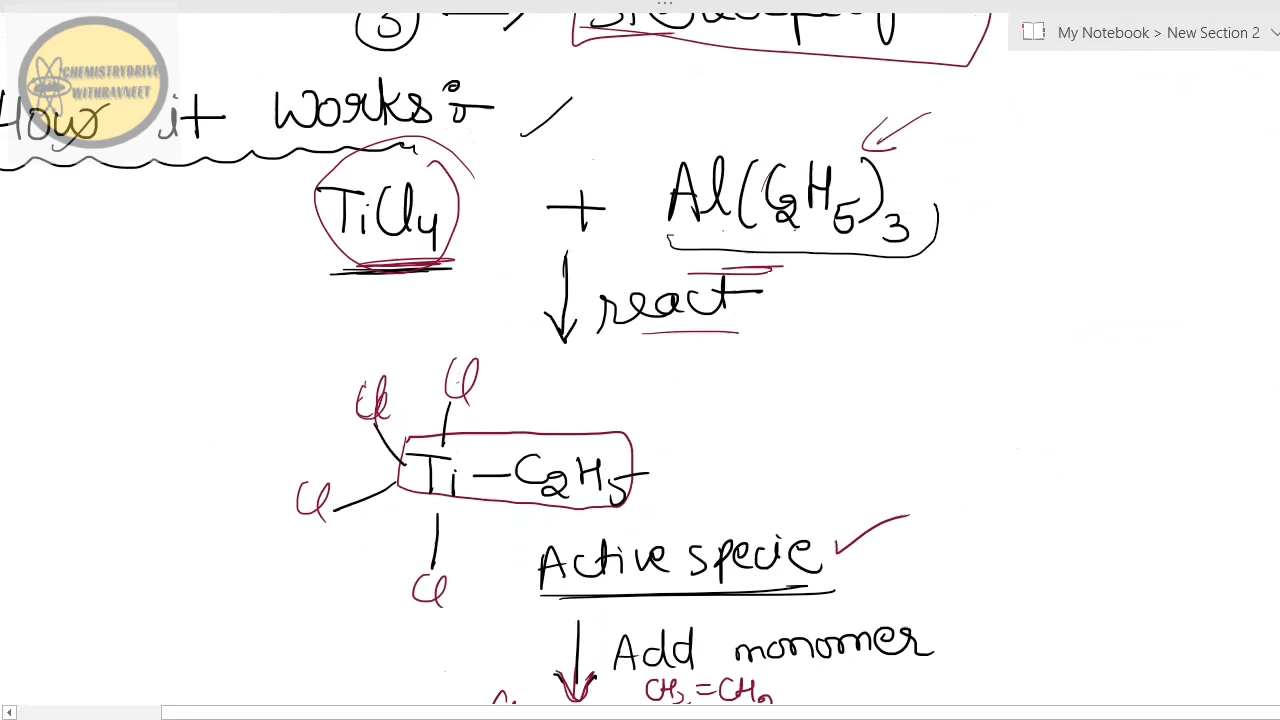 My Notebook > New Section 2
CHEMISTRYDRIVE
WITHRAVNEET
3
How it works:-
TiCl4 + Al(C2H5)3
react
Cl Cl
Ti - C2H5
Cl
Cl
Active specie
Add monomer
CH2 = CH2